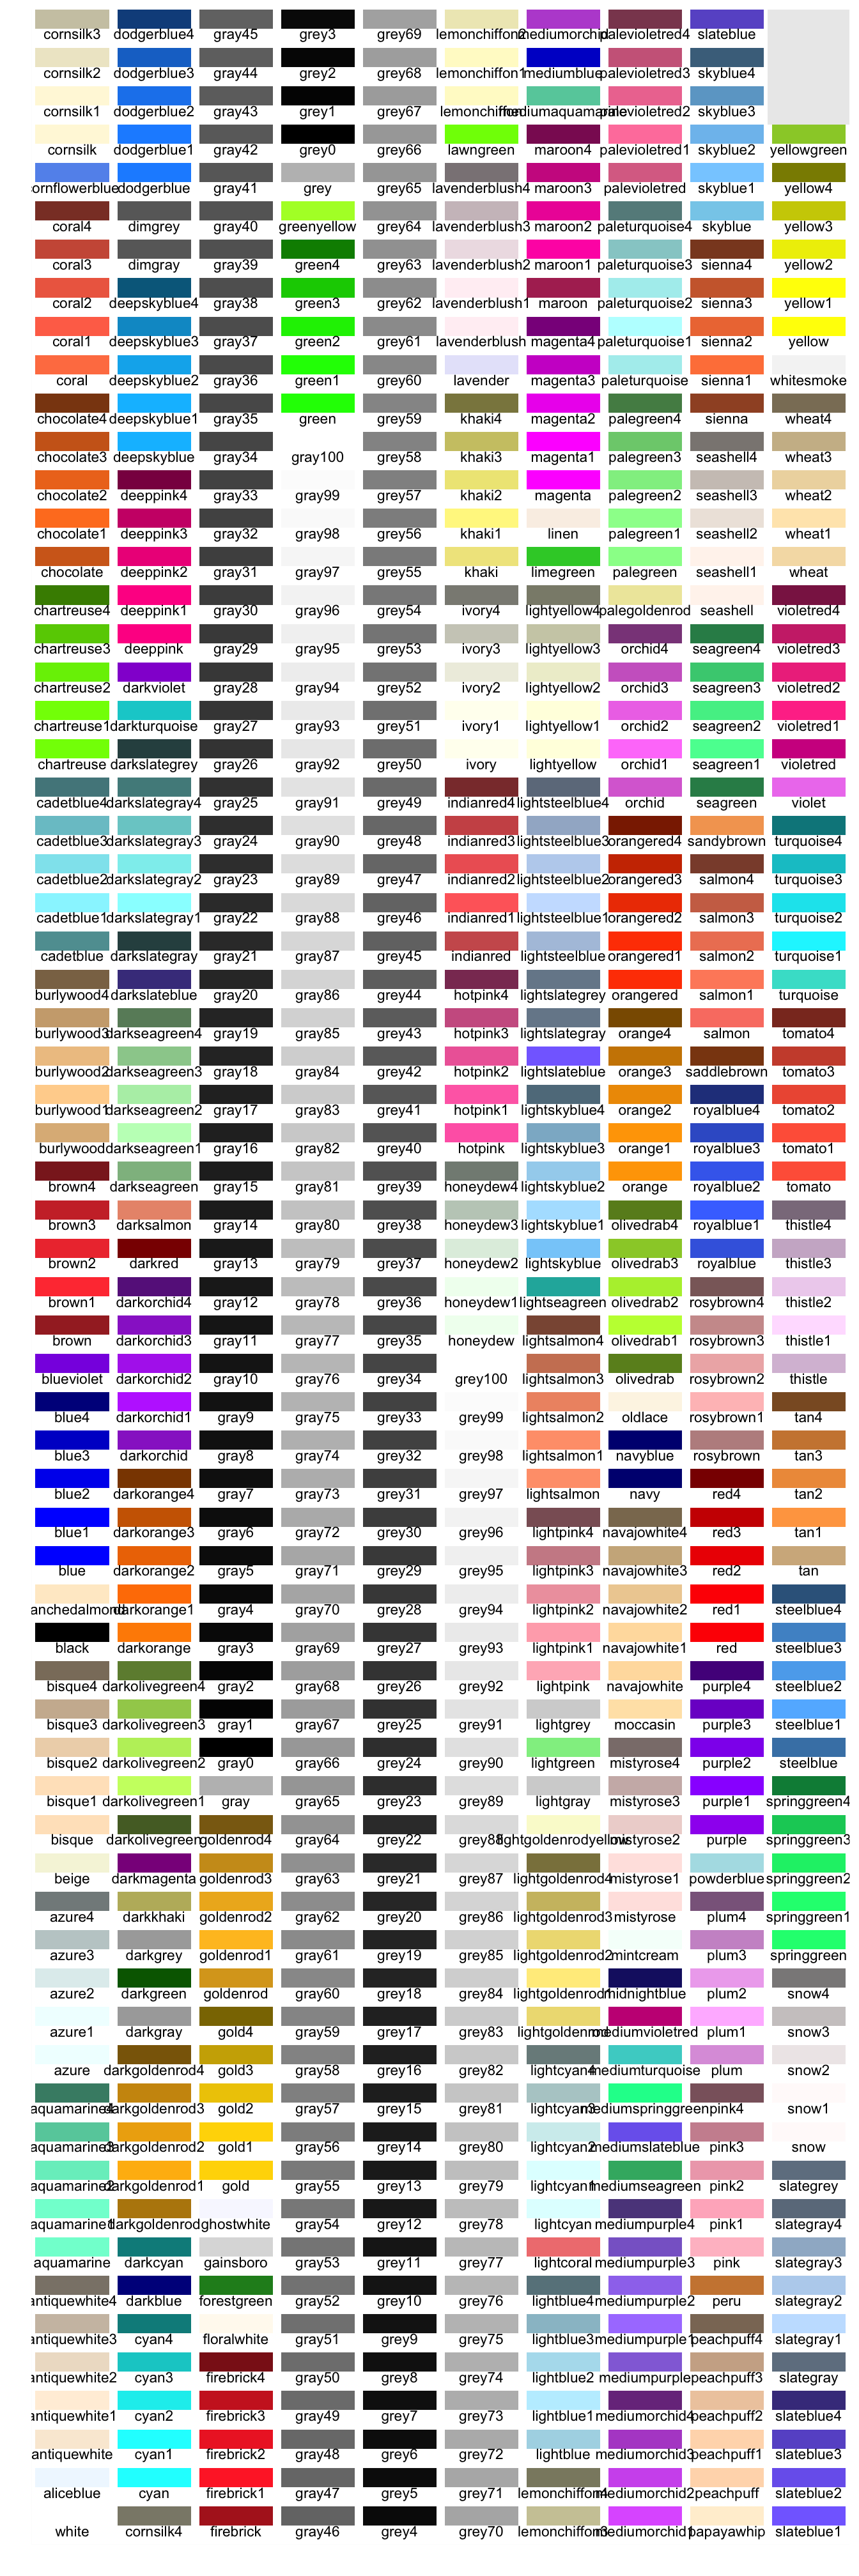 cornsilk3 dodgerblue4 gray45 grey3 grey69 lemonchiffon2 mediumorchid palevioletred4 slateblue
cornsilk2 dodgerblue3 gray44 grey2 grey68 lemonchiffon1 mediumblue palevioletred3 skyblue4
cornsilk1 dodgerblue2 gray43 grey1 grey67 lemonchiffon mediumaquamarine palevioletred2 skyblue3
cornsilk dodgerblue1 gray42 grey0 grey66 lawngreen maroon4 palevioletred1 skyblue2 yellowgreen
cornflowerblue dodgerblue gray41 grey grey65 lavenderblush4 maroon3 palevioletred skyblue1 yellow4
coral4 dimgrey gray40 greenyellow grey64 lavenderblush3 maroon2 paleturquoise4 skyblue yellow3
coral3 dimgray gray39 green4 grey63 lavenderblush2 maroon1 paleturquoise3 sienna4 yellow2
coral2 deepskyblue4 gray38 green3 grey62 lavenderblush1 maroon paleturquoise2 sienna3 yellow1
coral1 deepskyblue3 gray37 green2 grey61 lavenderblush magenta4 paleturquoise1 sienna2 yellow
coral deepskyblue2 gray36 green1 grey60 lavender magenta3 paleturquoise sienna1 whitesmoke
chocolate4 deepskyblue1 gray35 green grey59 khaki4 magenta2 palegreen4 sienna wheat4
chocolate3 deepskyblue gray34 gray100 grey58 khaki3 magenta1 palegreen3 seashell4 wheat3
chocolate2 deeppink4 gray33 gray99 grey57 khaki2 magenta palegreen2 seashell3 wheat2
chocolate1 deeppink3 gray32 gray98 grey56 khaki1 linen palegreen1 seashell2 wheat1
chocolate deeppink2 gray31 gray97 grey55 khaki limegreen palegreen seashell1 wheat
chartreuse4 deeppink1 gray30 gray96 grey54 ivory4 lightyellow4 palegoldenrod seashell violetred4
chartreuse3 deeppink gray29 gray95 grey53 ivory3 lightyellow3 orchid4 seagreen4 violetred3
chartreuse2 darkviolet gray28 gray94 grey52 ivory2 lightyellow2 orchid3 seagreen3 violetred2
chartreuse1 darkturquoise gray27 gray93 grey51 ivory1 lightyellow1 orchid2 seagreen2 violetred1
chartreuse darkslategrey gray26 gray92 grey50 ivory lightyellow orchid1 seagreen1 violetred
cadetblue4 darkslategray4 gray25 gray91 grey49 indianred4 lightsteelblue4 orchid seagreen violet
cadetblue3 darkslategray3 gray24 gray90 grey48 indianred3 lightsteelblue3 orangered4 sandybrown turquoise4
cadetblue2 darkslategray2 gray23 gray89 grey47 indianred2 lightsteelblue2 orangered3 salmon4 turquoise3
cadetblue1 darkslategray1 gray22 gray88 grey46 indianred1 lightsteelblue1 orangered2 salmon3 turquoise2
cadetblue darkslategray gray21 gray87 grey45 indianred lightsteelblue orangered1 salmon2 turquoise1
burlywood4 darkslateblue gray20 gray86 grey44 hotpink4 lightslategrey orangered salmon1 turquoise
burlywood3 darkseagreen4 gray19 gray85 grey43 hotpink3 lightslategray orange4 salmon tomato4
burlywood2 darkseagreen3 gray18 gray84 grey42 hotpink2 lightslateblue orange3 saddlebrown tomato3
burlywood1 darkseagreen2 gray17 gray83 grey41 hotpink1 lightskyblue4 orange2 royalblue4 tomato2
burlywood darkseagreen1 gray16 gray82 grey40 hotpink lightskyblue3 orange1 royalblue3 tomato1
brown4 darkseagreen gray15 gray81 grey39 honeydew4 lightskyblue2 orange royalblue2 tomato
brown3 darksalmon gray14 gray80 grey38 honeydew3 lightskyblue1 olivedrab4 royalblue1 thistle4
brown2 darkred gray13 gray79 grey37 honeydew2 lightskyblue olivedrab3 royalblue thistle3
brown1 darkorchid4 gray12 gray78 grey36 honeydew1 lightseagreen olivedrab2 rosybrown4 thistle2
brown darkorchid3 gray11 gray77 grey35 honeydew lightsalmon4 olivedrab1 rosybrown3 thistle1
blueviolet darkorchid2 gray10 gray76 grey34 grey100 lightsalmon3 olivedrab rosybrown2 thistle
blue4 darkorchid1 gray9 gray75 grey33 grey99 lightsalmon2 oldlace rosybrown1 tan4
blue3 darkorchid gray8 gray74 grey32 grey98 lightsalmon1 navyblue rosybrown tan3
blue2 darkorange4 gray7 gray73 grey31 grey97 lightsalmon navy red4 tan2
blue1 darkorange3 gray6 gray72 grey30 grey96 lightpink4 navajowhite4 red3 tan1
blue darkorange2 gray5 gray71 grey29 grey95 lightpink3 navajowhite3 red2 tan
anchedalmond darkorange1 gray4 gray70 grey28 grey94 lightpink2 navajowhite2 red1 steelblue4
black darkorange gray3 gray69 grey27 grey93 lightpink1 navajowhite1 red steelblue3
bisque4 darkolivegreen4 gray2 gray68 grey26 grey92 lightpink navajowhite purple4 steelblue2
bisque3 darkolivegreen3 gray1 gray67 grey25 grey91 lightgrey moccasin purple3 steelblue1
bisque2 darkolivegreen2 gray0 gray66 grey24 grey90 lightgreen mistyrose4 purple2 steelblue
bisque1 darkolivegreen1 gray gray65 grey23 grey89 lightgray mistyrose3 purple1 springgreen4
bisque darkolivegreen goldenrod4 gray64 grey22 grey88 lightgoldenrodyellow mistyrose2 purple springgreen3
beige darkmagenta goldenrod3 gray63 grey21 grey87 lightgoldenrod4 mistyrose1 powderblue springgreen2
azure4 darkkhaki goldenrod2 gray62 grey20 grey86 lightgoldenrod3 mistyrose plum4 springgreen1
azure3 darkgrey goldenrod1 gray61 grey19 grey85 lightgoldenrod2 mintcream plum3 springgreen
azure2 darkgreen goldenrod gray60 grey18 grey84 lightgoldenrod1 midnightblue plum2 snow4
azure1 darkgray gold4 gray59 grey17 grey83 lightgoldenrod mediumvioletred plum1 snow3
azure darkgoldenrod4 gold3 gray58 grey16 grey82 lightcyan4 mediumturquoise plum snow2
aquamarine4 darkgoldenrod3 gold2 gray57 grey15 grey81 lightcyan3 mediumspringgreen pink4 snow1
aquamarine3 darkgoldenrod2 gold1 gray56 grey14 grey80 lightcyan2 mediumslateblue pink3 snow
aquamarine2 darkgoldenrod1 gold gray55 grey13 grey79 lightcyan1 mediumseagreen pink2 slategrey
aquamarine1 darkgoldenrod ghostwhite gray54 grey12 grey78 lightcyan mediumpurple4 pink1 slategray4
aquamarine darkcyan gainsboro gray53 grey11 grey77 lightcoral mediumpurple3 pink slategray3
antiquewhite4 darkblue forestgreen gray52 grey10 grey76 lightblue4 mediumpurple2 peru slategray2
antiquewhite3 cyan4 floralwhite gray51 grey9 grey75 lightblue3 mediumpurple1 peachpuff4 slategray1
antiquewhite2 cyan3 firebrick4 gray50 grey8 grey74 lightblue2 mediumpurple peachpuff3 slategray
antiquewhite1 cyan2 firebrick3 gray49 grey7 grey73 lightblue1 mediumorchid4 peachpuff2 slateblue4
antiquewhite cyan1 firebrick2 gray48 grey6 grey72 lightblue mediumorchid3 peachpuff1 slateblue3
aliceblue cyan firebrick1 gray47 grey5 grey71 lemonchiffon4 mediumorchid2 peachpuff slateblue2
white cornsilk4 firebrick gray46 grey4 grey70 lemonchiffon3 mediumorchid1 papayawhip slateblue1